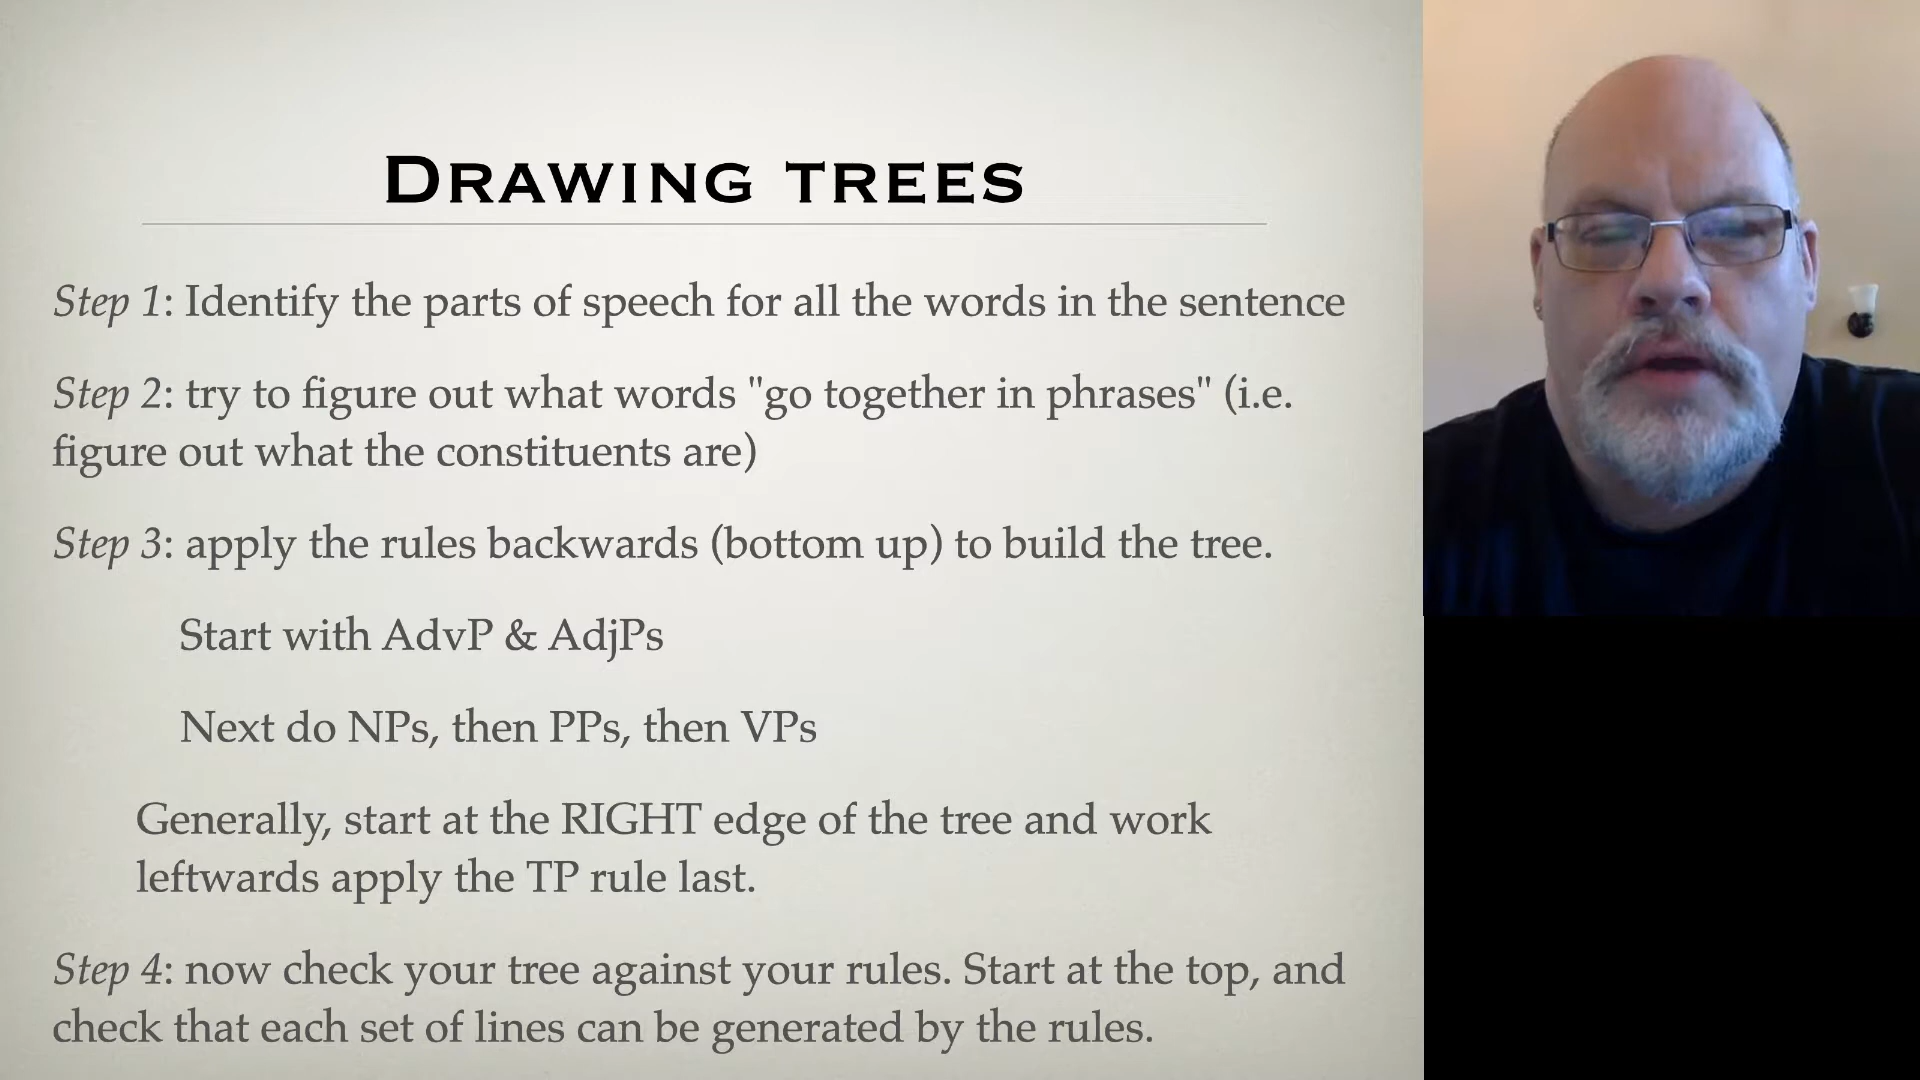 DRAWING TREES
Step 1: Identify the parts of speech for all the words in the sentence
Step 2: try to figure out what words "go together in phrases" (i.e.
figure out what the constituents are)
Step 3: apply the rules backwards (bottom up) to build the tree.
Start with AdvP & AdjPs
Next do NPs, then PPs, then VPs
Generally, start at the RIGHT edge of the tree and work
leftwards apply the TP rule last.
Step 4: now check your tree against your rules. Start at the top, and
check that each set of lines can be generated by the rules.